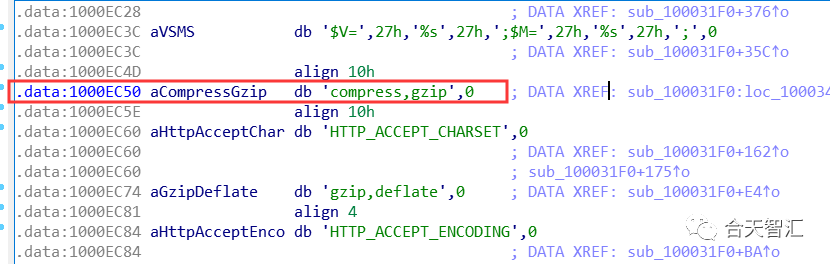 .data:1000EC28 ; DATA XREF: sub_100031F0+376↑o
.data:1000EC3C aVSMS db '$V=',27h,'%s',27h,';$M=',27h,'%s',27h,';',0
.data:1000EC3C ; DATA XREF: sub_100031F0+35C↑o
.data:1000EC4D align 10h
.data:1000EC50 aCompressGzip db 'compress,gzip',0 ; DATA XREF: sub_100031F0:loc_100034
.data:1000EC5E align 10h
.data:1000EC60 aHttpAcceptChar db 'HTTP_ACCEPT_CHARSET',0
.data:1000EC60 ; DATA XREF: sub_100031F0+162↑o
.data:1000EC60 ; sub_100031F0+175↑o
.data:1000EC74 aGzipDeflate db 'gzip,deflate',0 ; DATA XREF: sub_100031F0+E4↑o
.data:1000EC81 align 4
.data:1000EC84 aHttpAcceptEnco db 'HTTP_ACCEPT_ENCODING',0
.data:1000EC84 ; DATA XREF: sub_100031F0+BA↑o
合天智汇